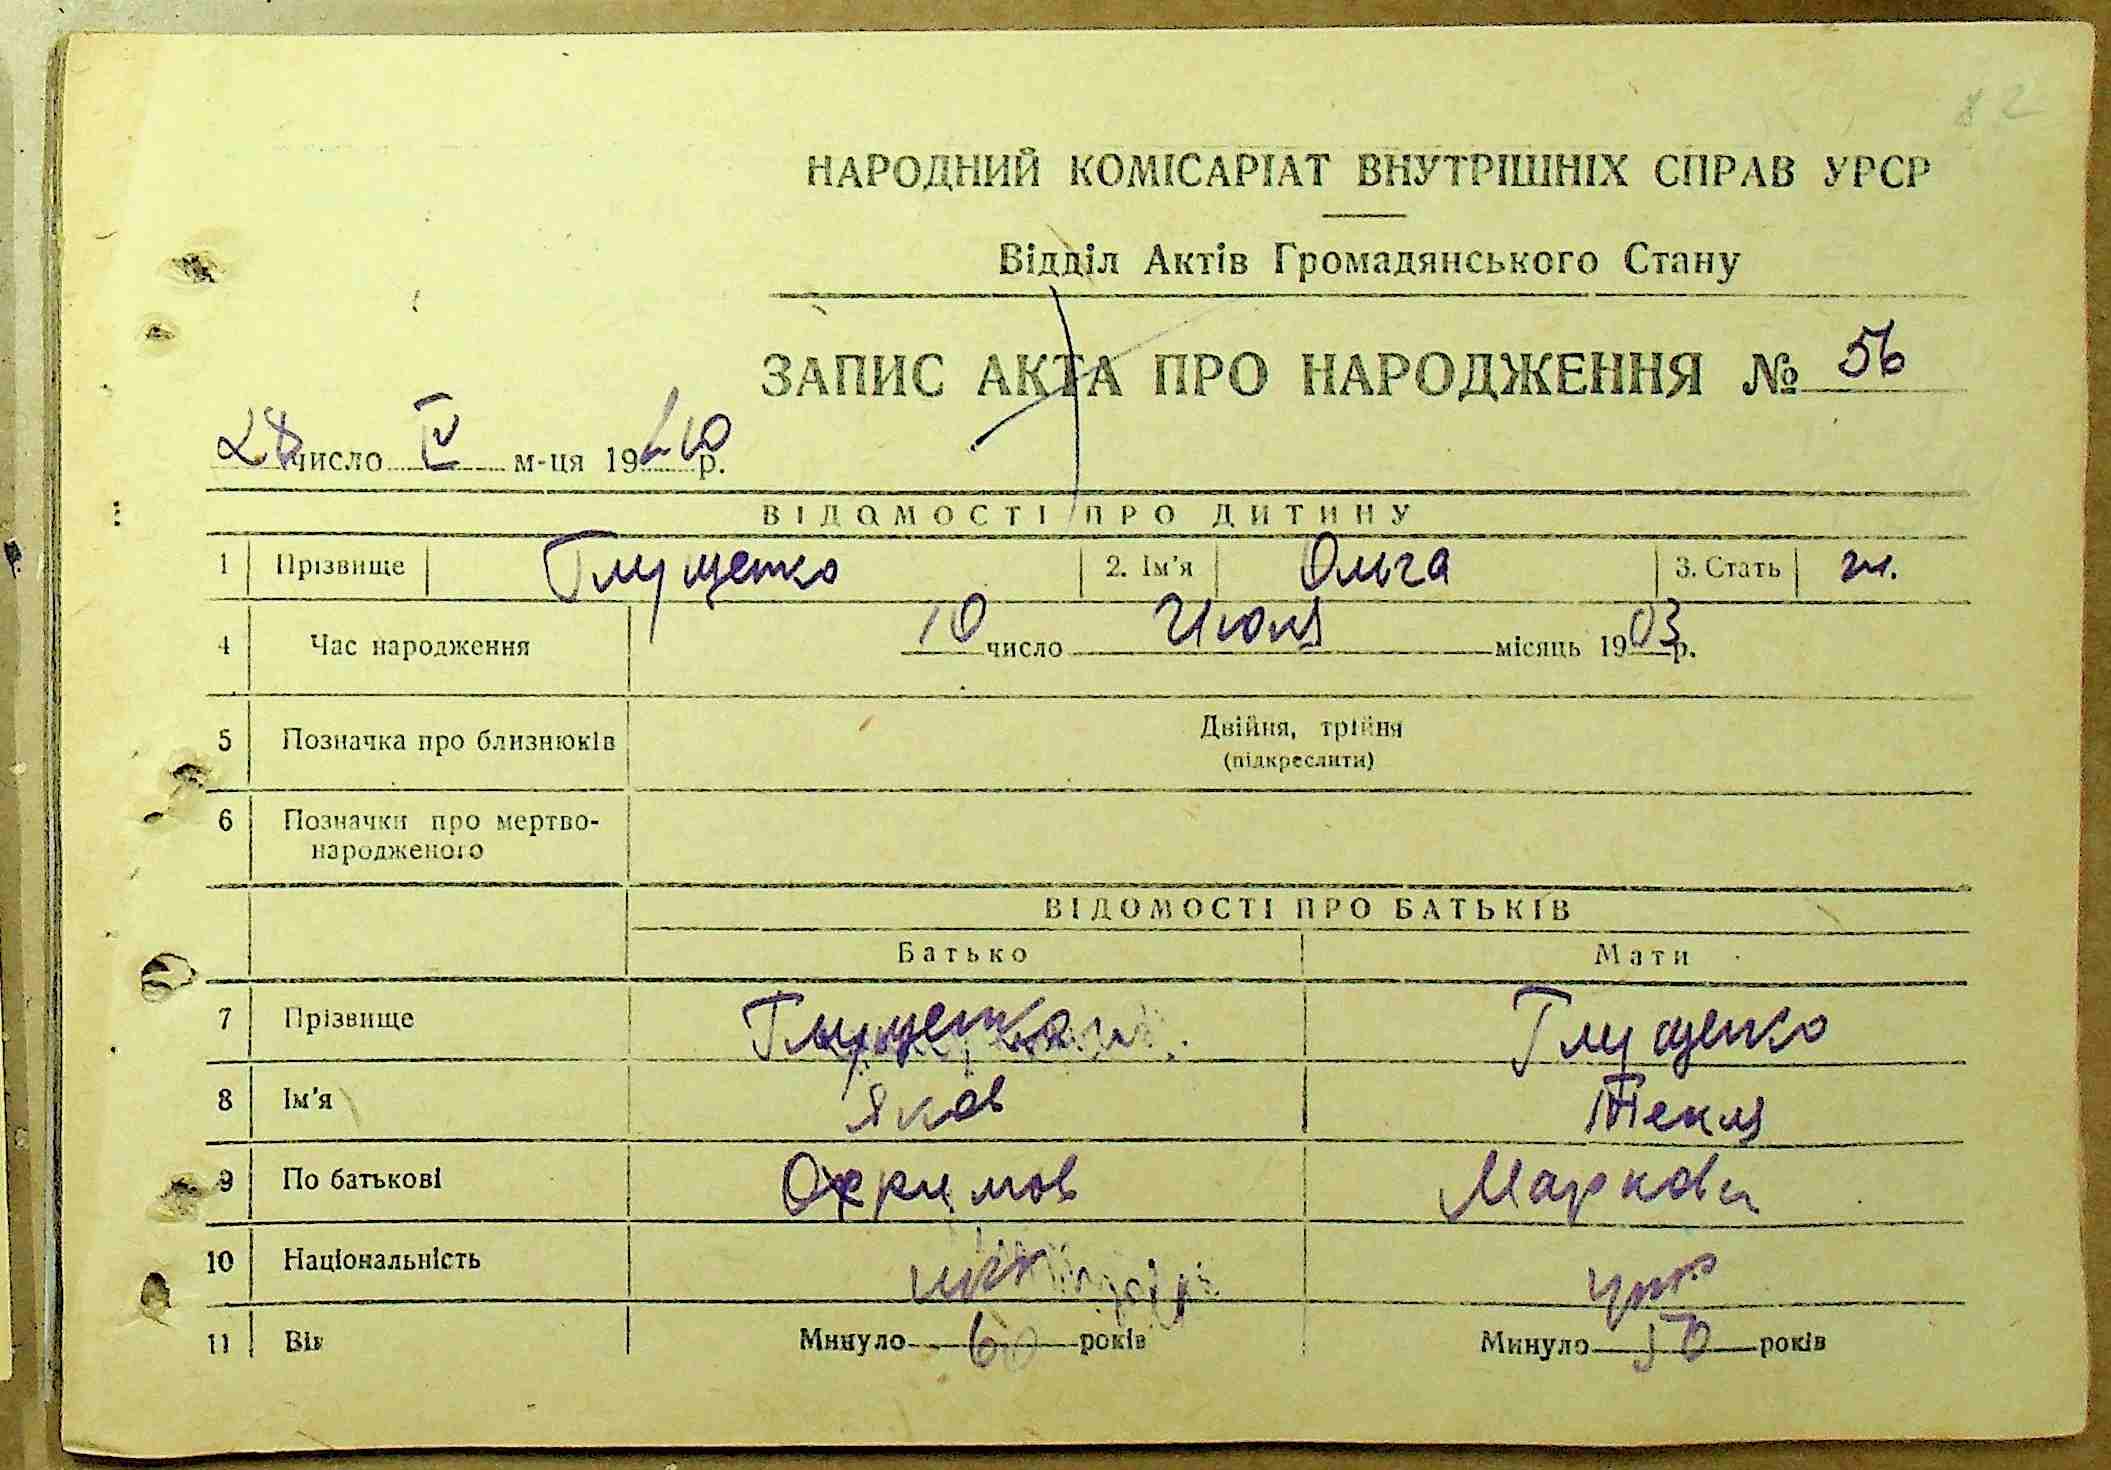 82
НАРОДНИЙ КОМІСАРІАТ ВНУТРІШНІХ СПРАВ УРСР
Відділ Актів Громадянського Стану
ЗАПИС АКТА ПРО НАРОДЖЕННЯ № 56
28 число IV м-ця 1940 р.
ВІДОМОСТІ ПРО ДИТИНУ
1 Прізвище Глущенко 2. Ім'я Ольга 3. Стать ж.
4 Час народження 10 число Июля місяць 1903 р.
5 Позначка про близнюків Двійня, трійня
(підкреслити)
6 Позначки про мертво-
народженого
ВІДОМОСТІ ПРО БАТЬКІВ
Батько Мати
7 Прізвище Глущенко Глущенко
8 Ім'я Яков Текля
9 По батькові Охримов Маркови
10 Національність укр
11 Вік Минуло 60 років Минуло 50 років